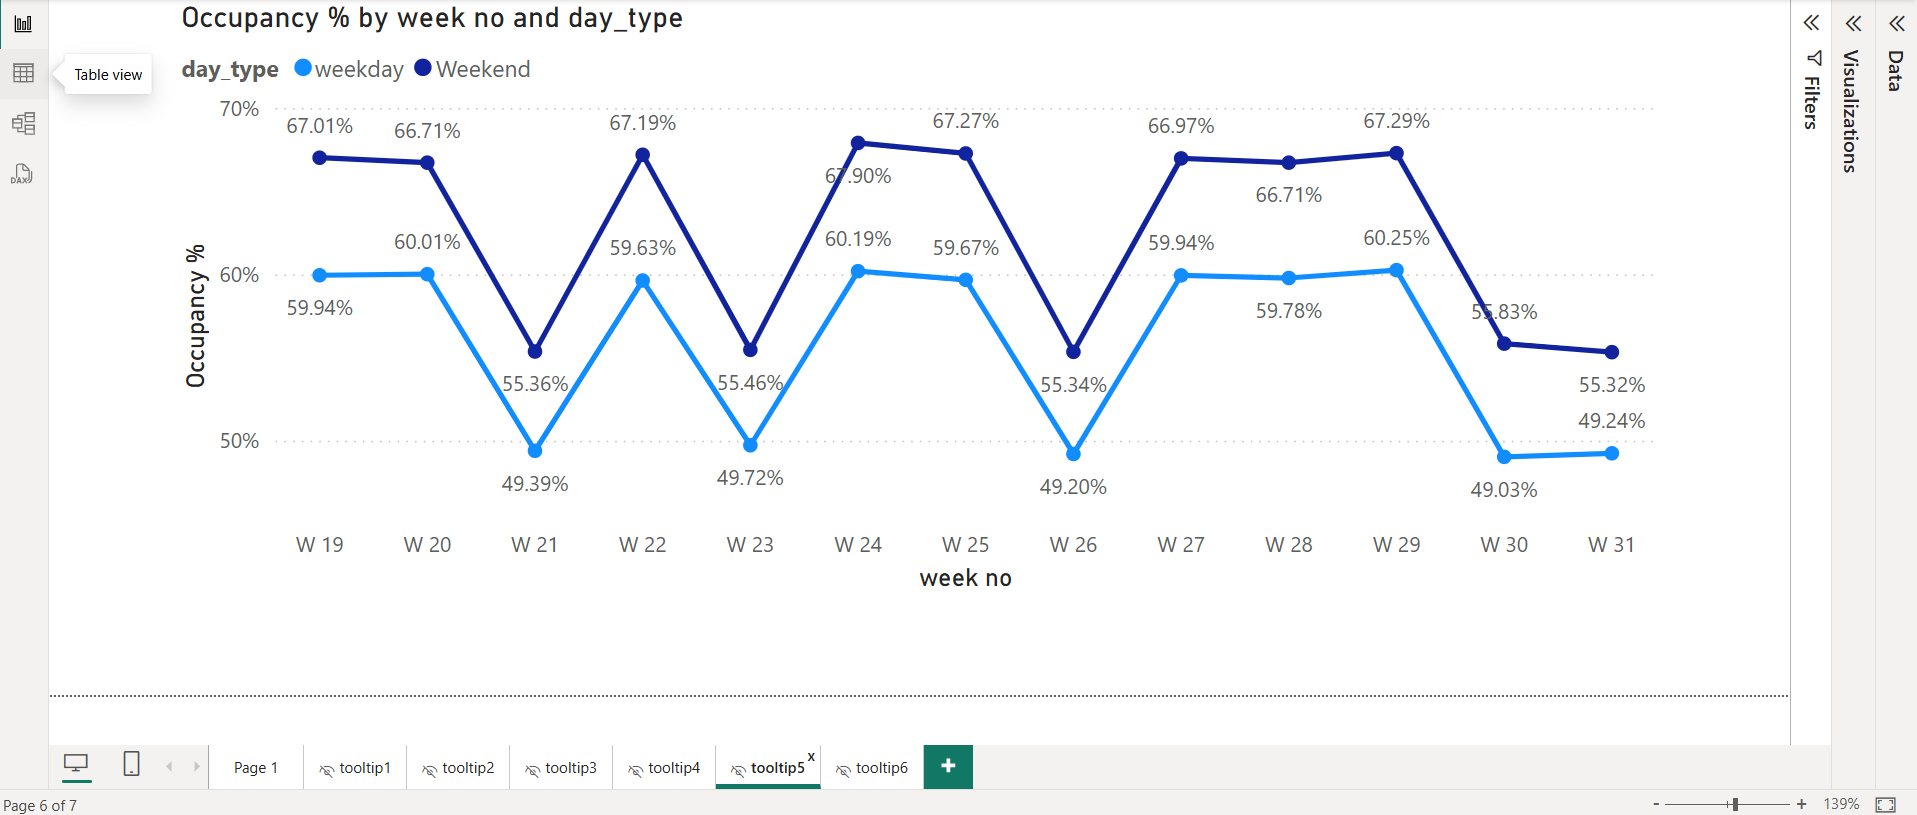 Occupancy % by week no and day_type
day_type weekday Weekend
Table view
DAX
Occupancy %
70%
60%
50%
67.01% 66.71% 55.36% 67.19% 55.46% 67.90% 67.27% 55.34% 66.97% 66.71% 67.29% 55.83% 55.32%
59.94% 60.01% 49.39% 59.63% 49.72% 60.19% 59.67% 49.20% 59.94% 59.78% 60.25% 49.03% 49.24%
W 19 W 20 W 21 W 22 W 23 W 24 W 25 W 26 W 27 W 28 W 29 W 30 W 31
week no
Filters
Visualizations
Data
Page 1 tooltip1 tooltip2 tooltip3 tooltip4 tooltip5 x tooltip6 +
Page 6 of 7
- + 139%